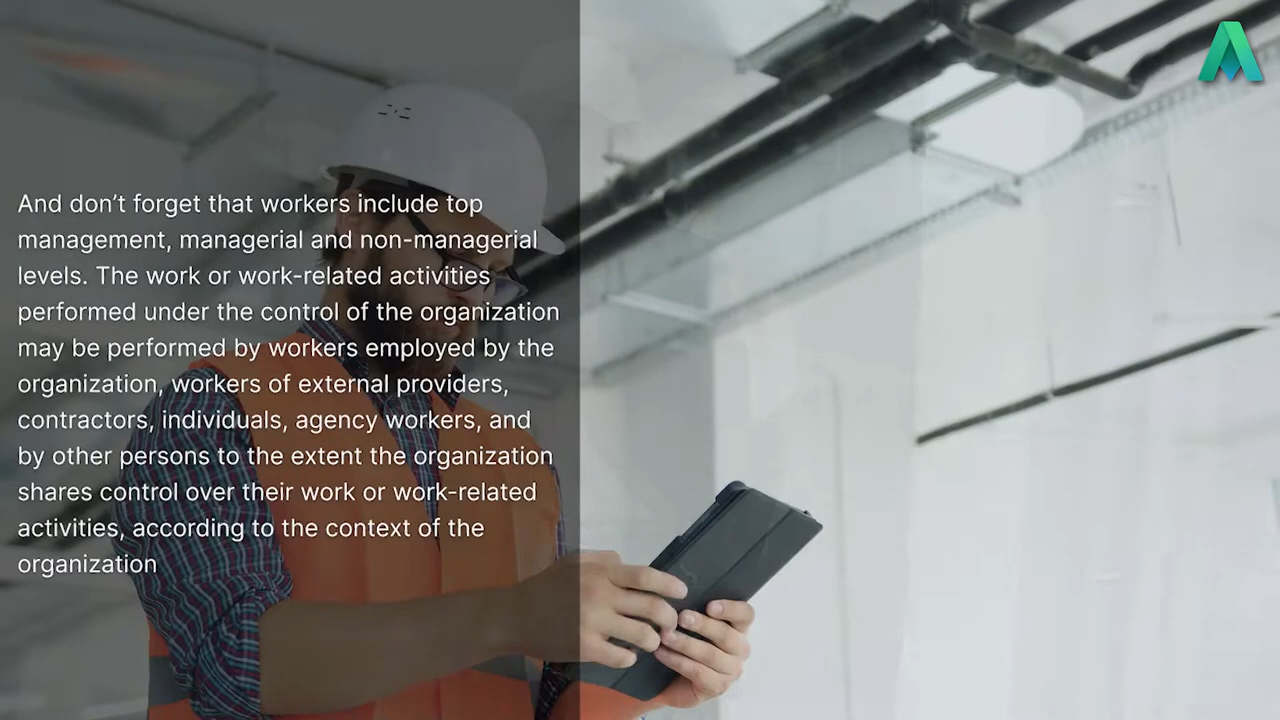 And don’t forget that workers include top
management, managerial and non-managerial
levels. The work or work-related activities
performed under the control of the organization
may be performed by workers employed by the
organization, workers of external providers,
contractors, individuals, agency workers, and
by other persons to the extent the organization
shares control over their work or work-related
activities, according to the context of the
organization